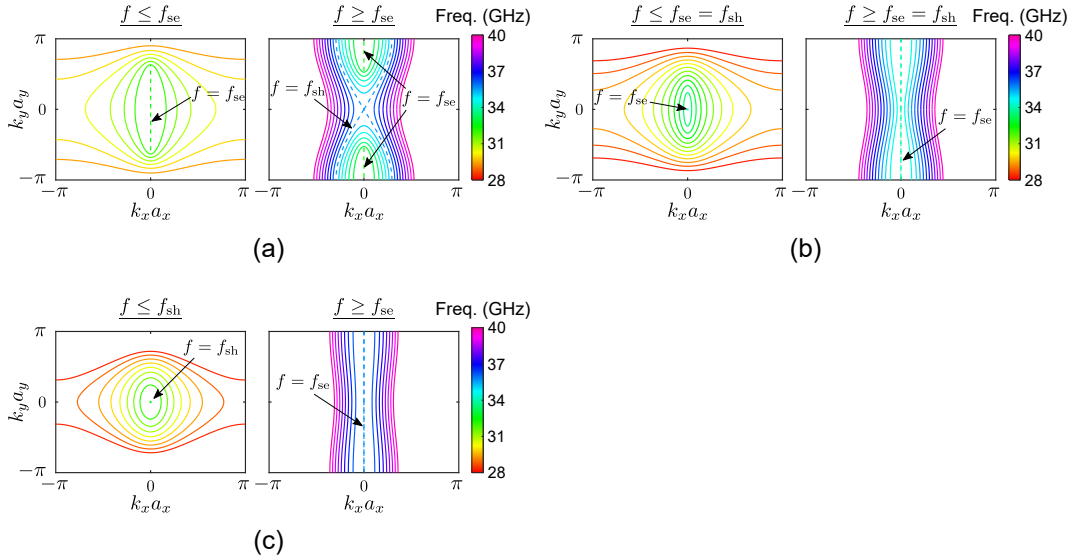 f ≤ f_se
f ≥ f_se
Freq. (GHz)
π
0
−π
k_y a_y
f = f_se
−π
0
π
k_x a_x
f = f_sh
f = f_se
−π
0
π
k_x a_x
40
37
34
31
28
(a)
f ≤ f_se = f_sh
f ≥ f_se = f_sh
Freq. (GHz)
π
0
−π
k_y a_y
f = f_se
−π
0
π
k_x a_x
f = f_se
−π
0
π
k_x a_x
40
37
34
31
28
(b)
f ≤ f_sh
f ≥ f_se
Freq. (GHz)
π
0
−π
k_y a_y
f = f_sh
−π
0
π
k_x a_x
f = f_se
−π
0
π
k_x a_x
40
37
34
31
28
(c)